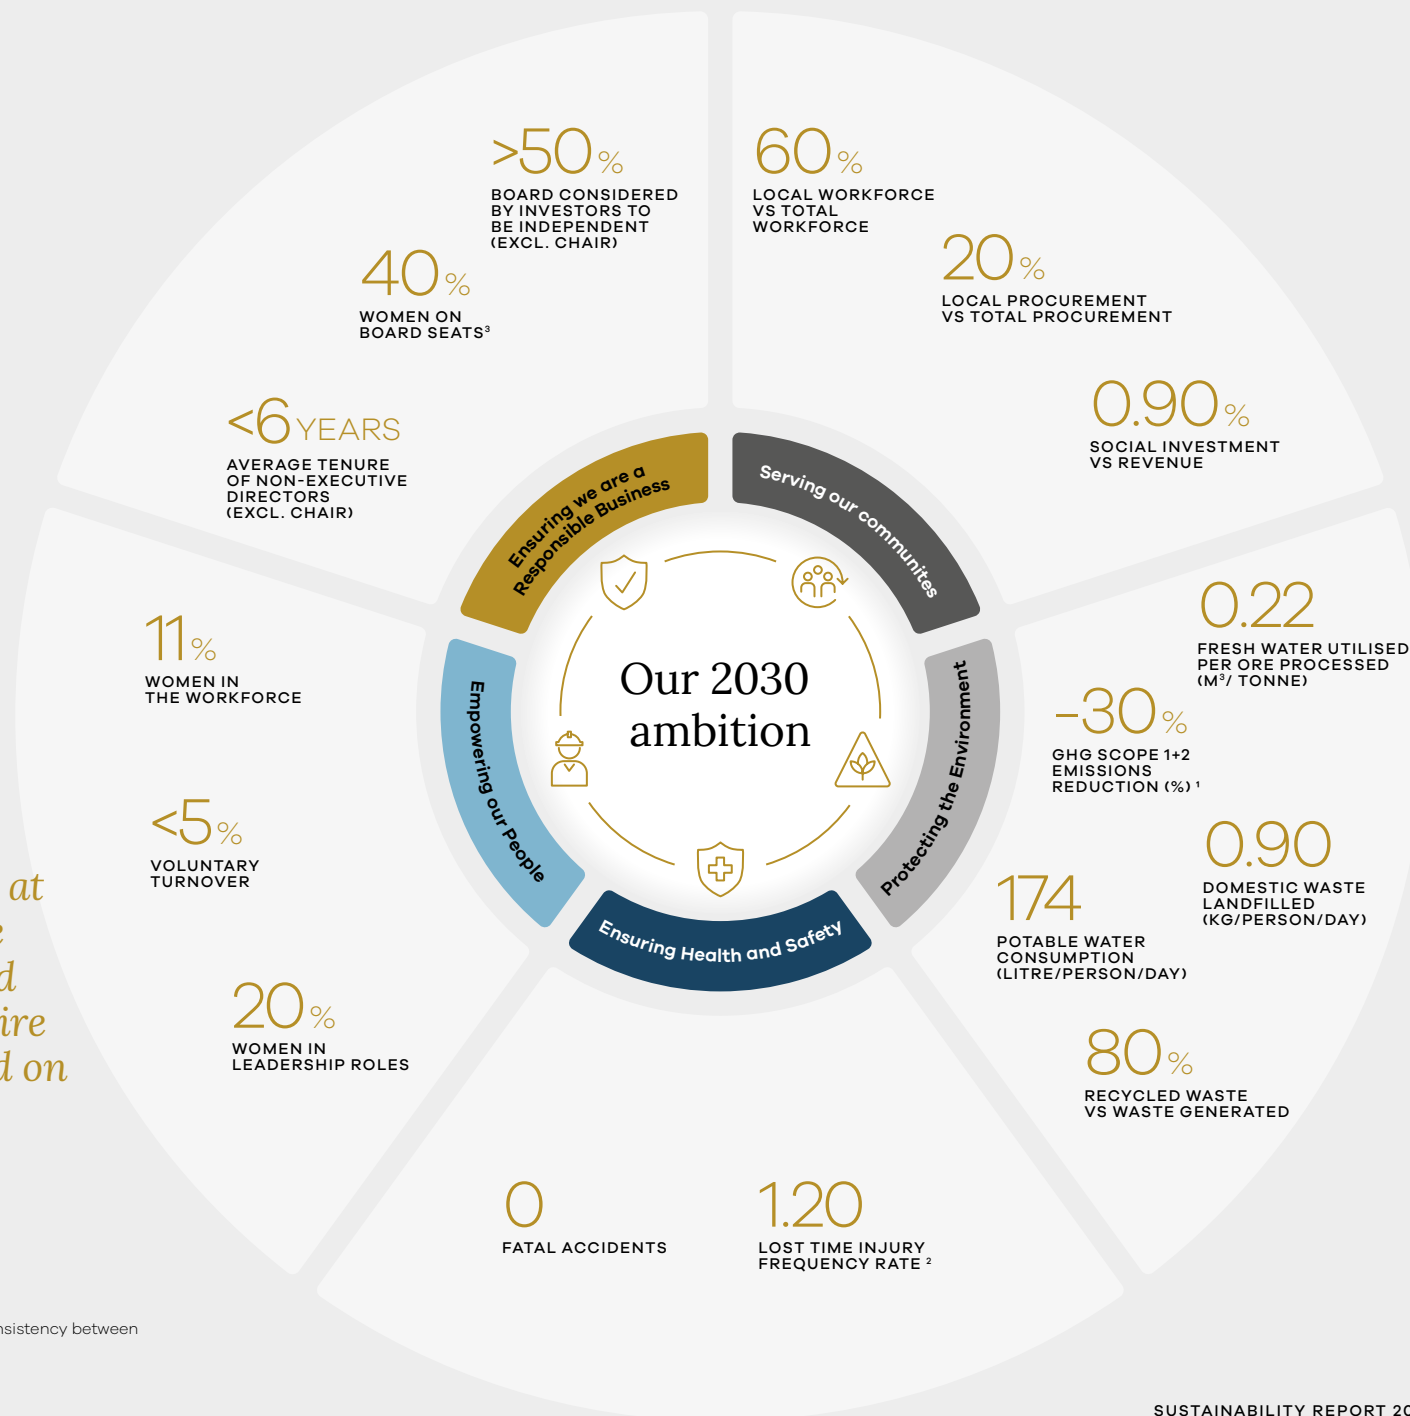 >50%
BOARD CONSIDERED
BY INVESTORS TO
BE INDEPENDENT
(EXCL. CHAIR)
40%
WOMEN ON
BOARD SEATS³
<6 YEARS
AVERAGE TENURE
OF NON-EXECUTIVE
DIRECTORS
(EXCL. CHAIR)
60%
LOCAL WORKFORCE
VS TOTAL
WORKFORCE
20%
LOCAL PROCUREMENT
VS TOTAL PROCUREMENT
0.90%
SOCIAL INVESTMENT
VS REVENUE
Ensuring we are a
Responsible Business
Serving our communites
Protecting the Environment
Ensuring Health and Safety
Empowering our People
Our 2030
ambition
0.22
FRESH WATER UTILISED
PER ORE PROCESSED
(M³/ TONNE)
-30%
GHG SCOPE 1+2
EMISSIONS
REDUCTION (%) ¹
0.90
DOMESTIC WASTE
LANDFILLED
(KG/PERSON/DAY)
174
POTABLE WATER
CONSUMPTION
(LITRE/PERSON/DAY)
80%
RECYCLED WASTE
VS WASTE GENERATED
11%
WOMEN IN
THE WORKFORCE
<5%
VOLUNTARY
TURNOVER
20%
WOMEN IN
LEADERSHIP ROLES
0
FATAL ACCIDENTS
1.20
LOST TIME INJURY
FREQUENCY RATE ²
at
on
between
SUSTAINABILITY REPORT